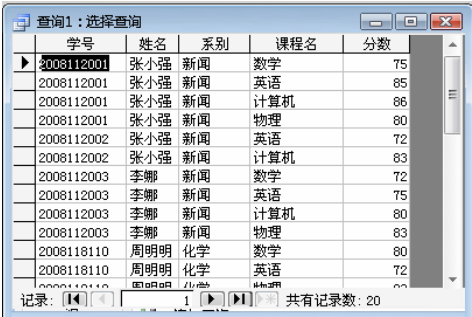 查询1：选择查询
学号 姓名 系别 课程名 分数
2008112001 张小强 新闻 数学 75
2008112001 张小强 新闻 英语 85
2008112001 张小强 新闻 计算机 86
2008112001 张小强 新闻 物理 80
2008112002 张小强 新闻 英语 72
2008112002 张小强 新闻 计算机 83
2008112003 李娜 新闻 数学 72
2008112003 李娜 新闻 英语 75
2008112003 李娜 新闻 计算机 80
2008112003 李娜 新闻 物理 83
2008118110 周明明 化学 数学 80
2008118110 周明明 化学 英语 72
记录: 1 共有记录数: 20